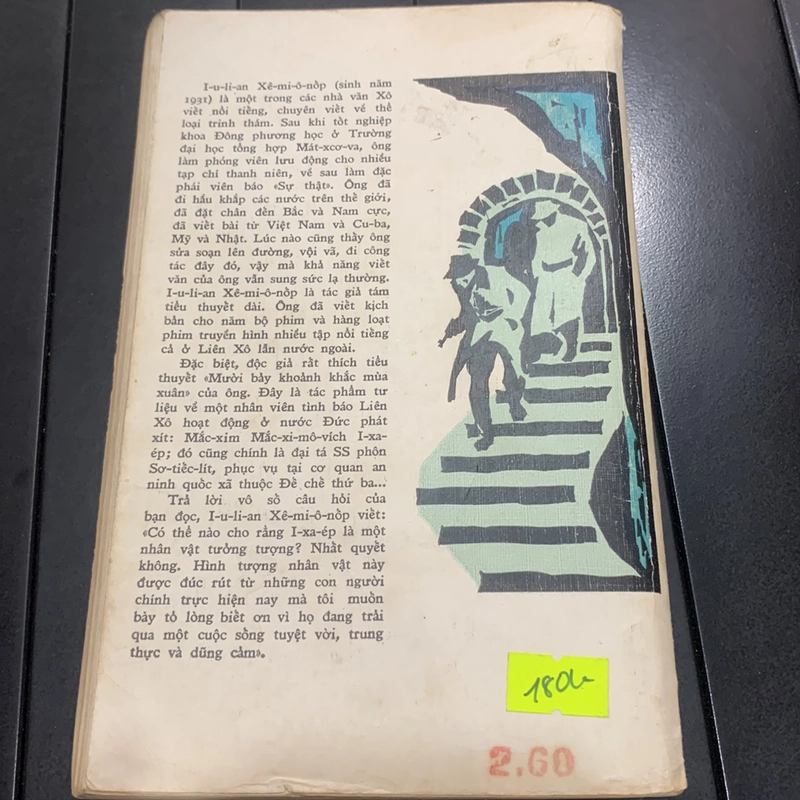 I-u-li-an Xê-mi-ô-nốp (sinh năm
1931) là một trong các nhà văn Xô
viết nổi tiếng, chuyên viết về thể
loại trinh thám. Sau khi tốt nghiệp
khoa Đông phương học ở Trường
đại học tổng hợp Mát-xcơ-va, ông
làm phóng viên lưu động cho nhiều
tạp chí thanh niên, về sau làm đặc
phái viên báo «Sự thật». Ông đã
đi hầu khắp các nước trên thế giới,
đã đặt chân đến Bắc và Nam cực,
đã viết bài từ Việt Nam và Cu-ba,
Mỹ và Nhật. Lúc nào cũng thấy ông
sửa soạn lên đường, vội vã, đi công
tác đây đó, vậy mà khả năng viết
văn của ông vẫn sung sức lạ thường.
I-u-li-an Xê-mi-ô-nốp là tác giả tám
tiểu thuyết dài. Ông đã viết kịch
bản cho năm bộ phim và hàng loạt
phim truyền hình nhiều tập nổi tiếng
cả ở Liên Xô lẫn nước ngoài.
Đặc biệt, độc giả rất thích tiểu
thuyết «Mười bảy khoảnh khắc mùa
xuân» của ông. Đây là tác phẩm tư
liệu về một nhân viên tình báo Liên
Xô hoạt động ở nước Đức phát
xít: Mắc-xim Mắc-xi-mô-vích I-xa-
ép; đó cũng chính là đại tá SS phôn
Sơ-tiếc-lít, phục vụ tại cơ quan an
ninh quốc xã thuộc Đế chế thứ ba...
Trả lời vô số câu hỏi của
bạn đọc, I-u-li-an Xê-mi-ô-nốp viết:
«Có thể nào cho rằng I-xa-ép là một
nhân vật tưởng tượng? Nhất quyết
không. Hình tượng nhân vật này
được đúc rút từ những con người
chính trực hiện nay mà tôi muốn
bày tỏ lòng biết ơn vì họ đang trải
qua một cuộc sống tuyệt vời, trung
thực và dũng cảm».
2.60